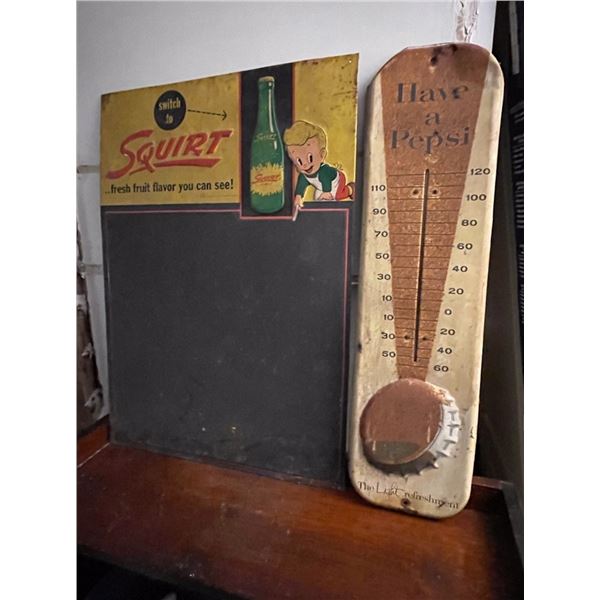 switch
to
SQUIRT
..fresh fruit flavor you can see!
SQUIRT
SQUIRT
Have
a
Pepsi
120
110
100
90
80
70
60
50
40
30
20
10
0
10
20
30
40
50
60
The Light refreshment